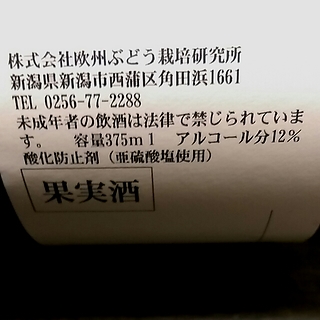 株式会社欧州ぶどう栽培研究所
新潟県新潟市西蒲区角田浜1661
TEL 0256-77-2288
未成年者の飲酒は法律で禁じられていま
す。　容量375ml　アルコール分12%
酸化防止剤（亜硫酸塩使用）
果実酒